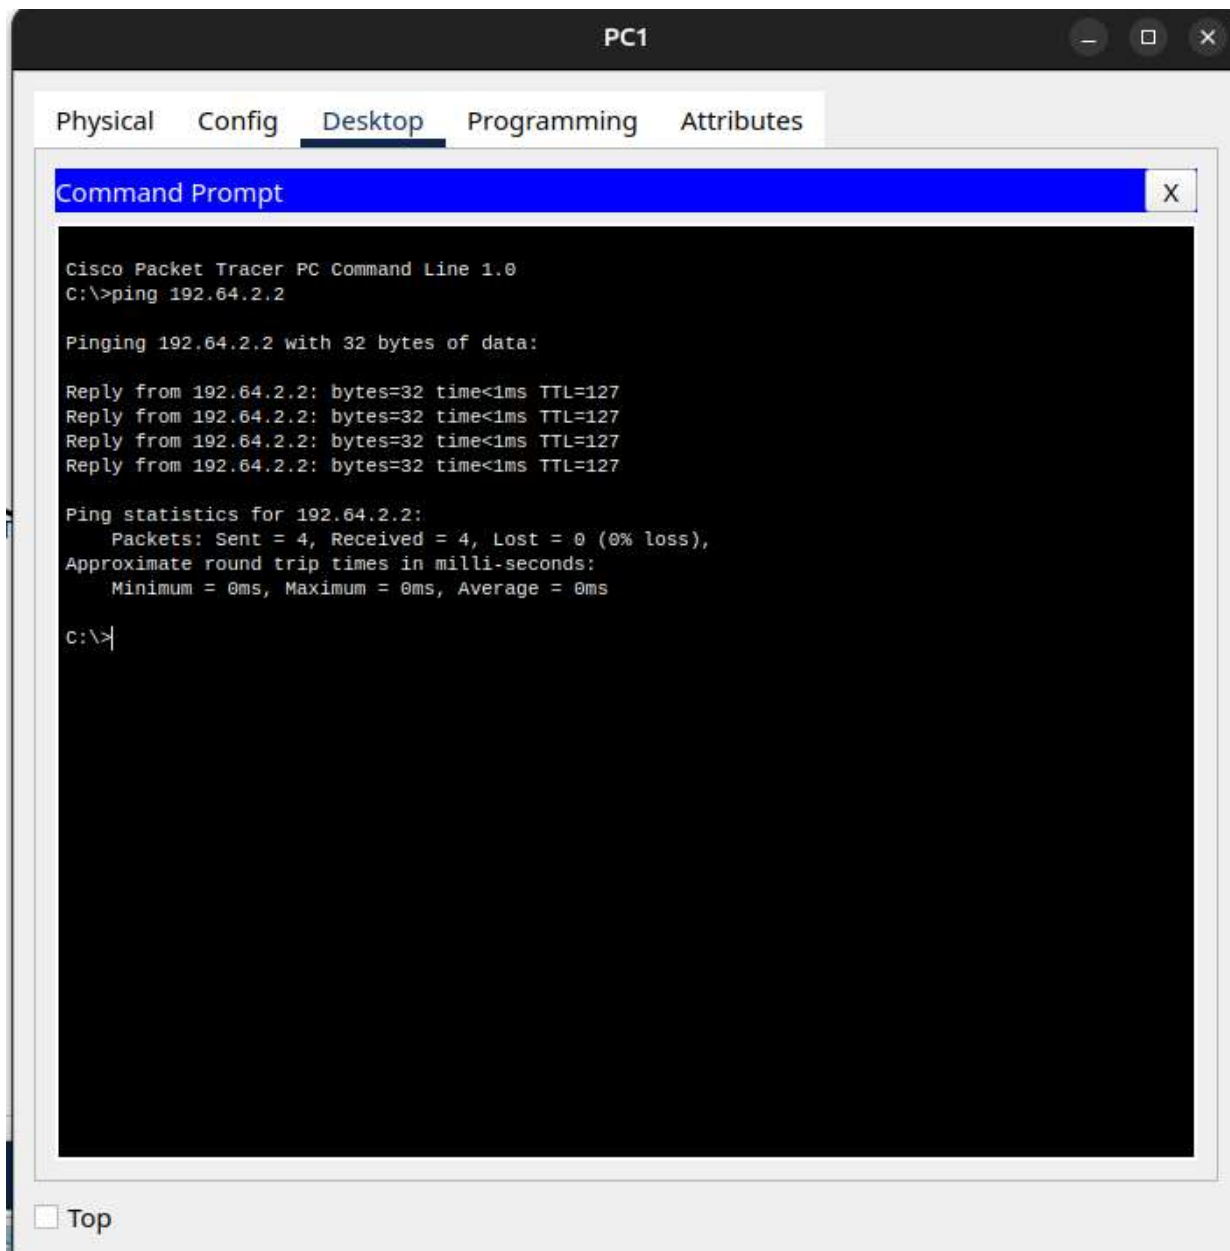 PC1
Physical Config Desktop Programming Attributes
Command Prompt X
Cisco Packet Tracer PC Command Line 1.0
C:\>ping 192.64.2.2
Pinging 192.64.2.2 with 32 bytes of data:
Reply from 192.64.2.2: bytes=32 time<1ms TTL=127
Reply from 192.64.2.2: bytes=32 time<1ms TTL=127
Reply from 192.64.2.2: bytes=32 time<1ms TTL=127
Reply from 192.64.2.2: bytes=32 time<1ms TTL=127
Ping statistics for 192.64.2.2:
Packets: Sent = 4, Received = 4, Lost = 0 (0% loss),
Approximate round trip times in milli-seconds:
Minimum = 0ms, Maximum = 0ms, Average = 0ms
C:\>
Top